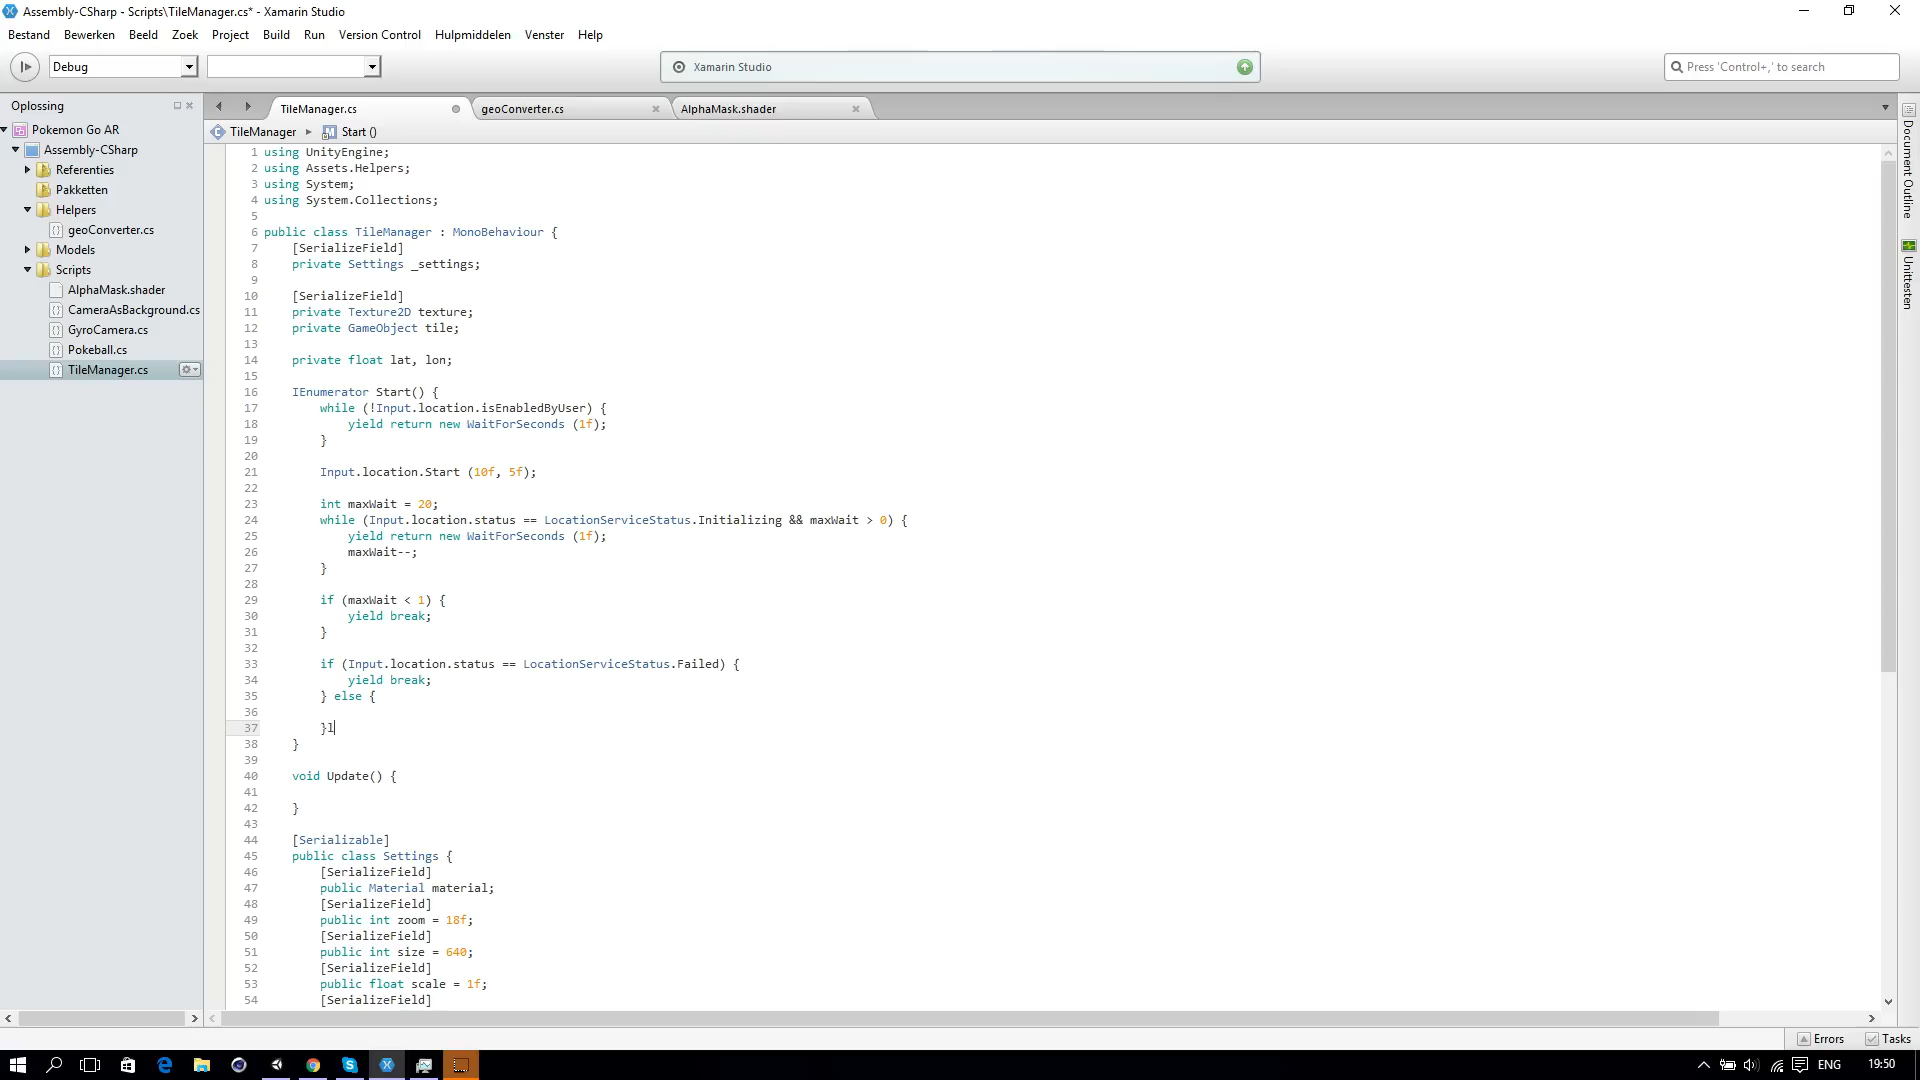 Assembly-CSharp - Scripts\TileManager.cs* - Xamarin Studio
Bestand Bewerken Beeld Zoek Project Build Run Version Control Hulpmiddelen Venster Help
Debug
Xamarin Studio
Press 'Control+,' to search
Oplossing
Pokemon Go AR
Assembly-CSharp
Referenties
Pakketten
Helpers
geoConverter.cs
Models
Scripts
AlphaMask.shader
CameraAsBackground.cs
GyroCamera.cs
Pokeball.cs
TileManager.cs
TileManager.cs geoConverter.cs AlphaMask.shader
TileManager Start ()
1 using UnityEngine;
2 using Assets.Helpers;
3 using System;
4 using System.Collections;
5
6 public class TileManager : MonoBehaviour {
7 [SerializeField]
8 private Settings _settings;
9
10 [SerializeField]
11 private Texture2D texture;
12 private GameObject tile;
13
14 private float lat, lon;
15
16 IEnumerator Start() {
17 while (!Input.location.isEnabledByUser) {
18 yield return new WaitForSeconds (1f);
19 }
20
21 Input.location.Start (10f, 5f);
22
23 int maxWait = 20;
24 while (Input.location.status == LocationServiceStatus.Initializing && maxWait > 0) {
25 yield return new WaitForSeconds (1f);
26 maxWait--;
27 }
28
29 if (maxWait < 1) {
30 yield break;
31 }
32
33 if (Input.location.status == LocationServiceStatus.Failed) {
34 yield break;
35 } else {
36
37 }l
38 }
39
40 void Update() {
41
42 }
43
44 [Serializable]
45 public class Settings {
46 [SerializeField]
47 public Material material;
48 [SerializeField]
49 public int zoom = 18f;
50 [SerializeField]
51 public int size = 640;
52 [SerializeField]
53 public float scale = 1f;
54 [SerializeField]
Document Outline
Unittesten
Errors Tasks
ENG 19:50